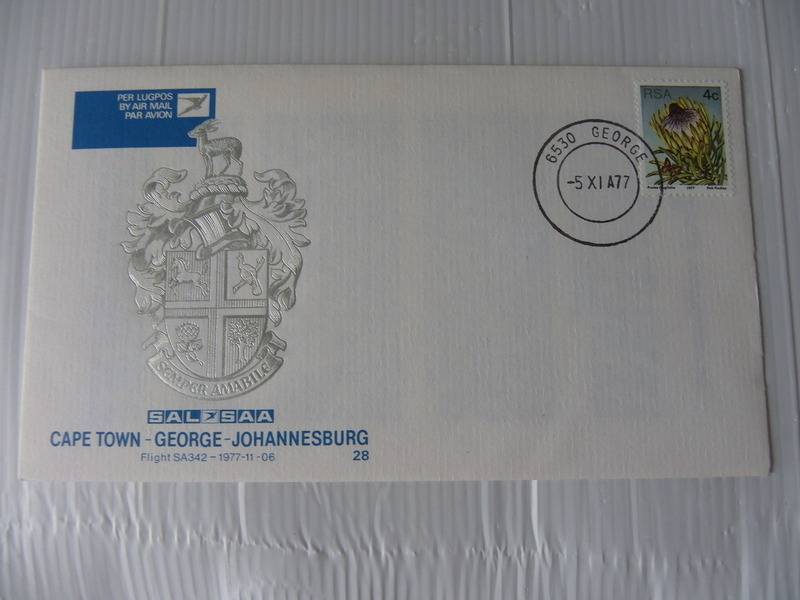 PER LUGPOS
BY AIR MAIL
PAR AVION
RSA 4c
1977
6530 GEORGE
-5 XI A77
SEMPER AMABILE
SAL SAA
CAPE TOWN - GEORGE - JOHANNESBURG
Flight SA342 - 1977-11-06 28